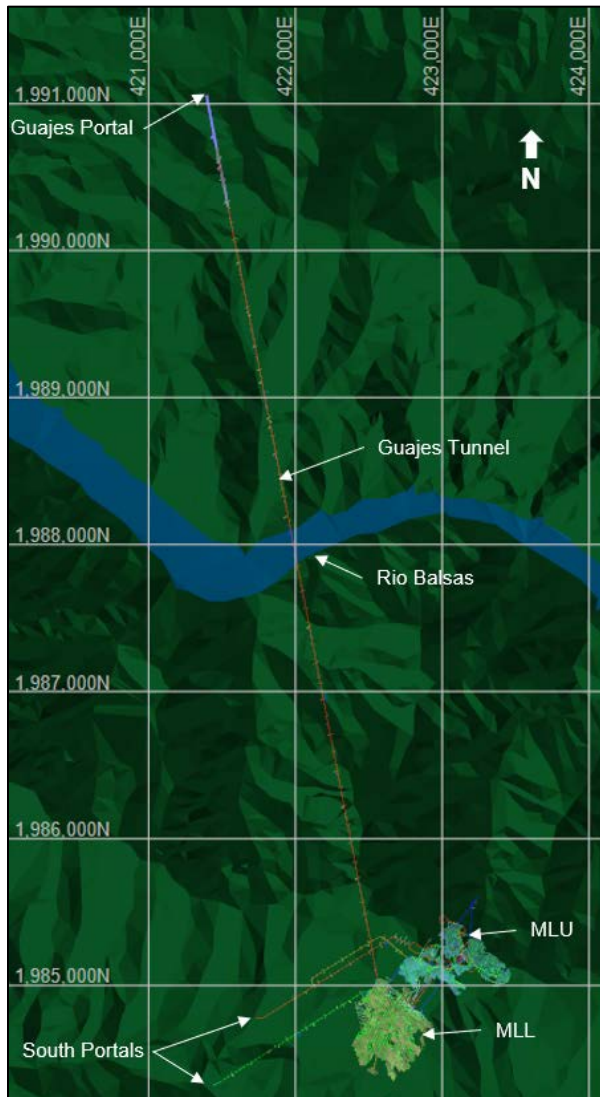 421,000E
422,000E
423,000E
424,000E
1,991,000N
Guajes Portal
N
1,990,000N
1,989,000N
Guajes Tunnel
1,988,000N
Rio Balsas
1,987,000N
1,986,000N
MLU
1,985,000N
MLL
South Portals